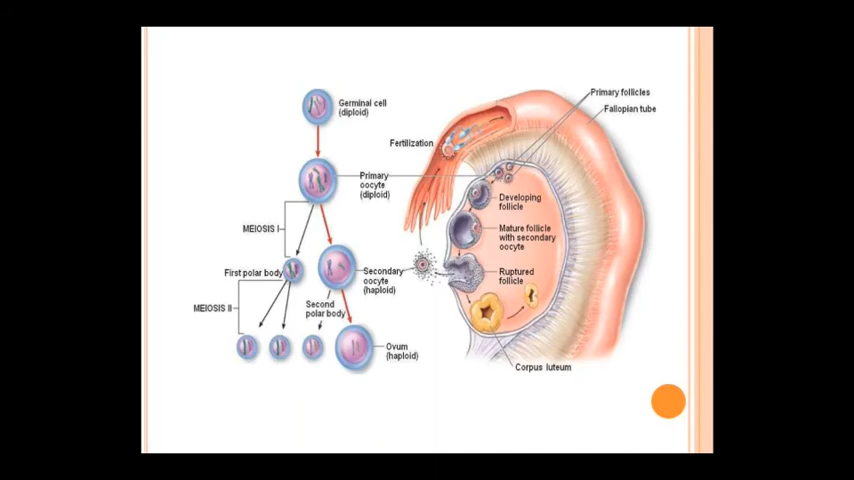 Germinal cell
(diploid)
Primary
oocyte
(diploid)
MEIOSIS I
First polar body
Secondary
oocyte
(haploid)
MEIOSIS II
Second
polar body
Ovum
(haploid)
Fertilization
Primary follicles
Fallopian tube
Developing
follicle
Mature follicle
with secondary
oocyte
Ruptured
follicle
Corpus luteum